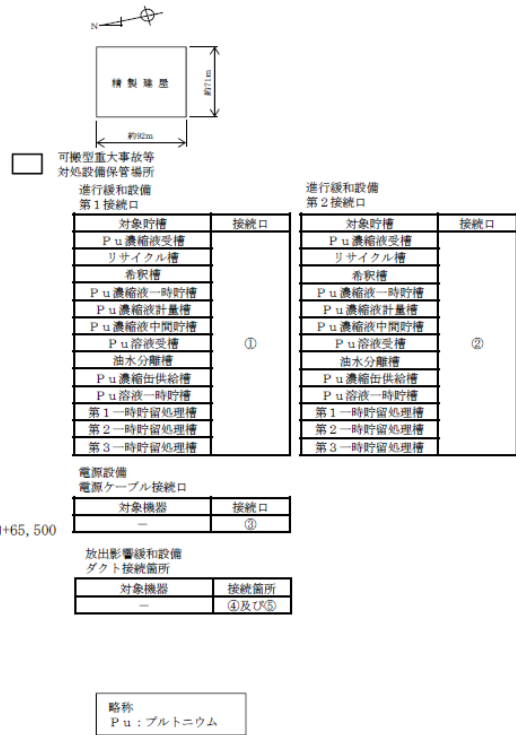 N
精製建屋
約71m
約92m
可搬型重大事故等
対処設備保管場所
進行緩和設備
第1接続口
対象貯槽 接続口
Pu濃縮液受槽
リサイクル槽
希釈槽
Pu濃縮液一時貯槽
Pu濃縮液計量槽
Pu濃縮液中間貯槽
Pu溶液受槽 ①
油水分離槽
Pu濃縮缶供給槽
Pu溶液一時貯槽
第1一時貯留処理槽
第2一時貯留処理槽
第3一時貯留処理槽
進行緩和設備
第2接続口
対象貯槽 接続口
Pu濃縮液受槽
リサイクル槽
希釈槽
Pu濃縮液一時貯槽
Pu濃縮液計量槽
Pu濃縮液中間貯槽
Pu溶液受槽 ②
油水分離槽
Pu濃縮缶供給槽
Pu溶液一時貯槽
第1一時貯留処理槽
第2一時貯留処理槽
第3一時貯留処理槽
電源設備
電源ケーブル接続口
対象機器 接続口
－ ③
+65,500
放出影響緩和設備
ダクト接続箇所
対象機器 接続箇所
－ ④及び⑤
略称
Pu：プルトニウム